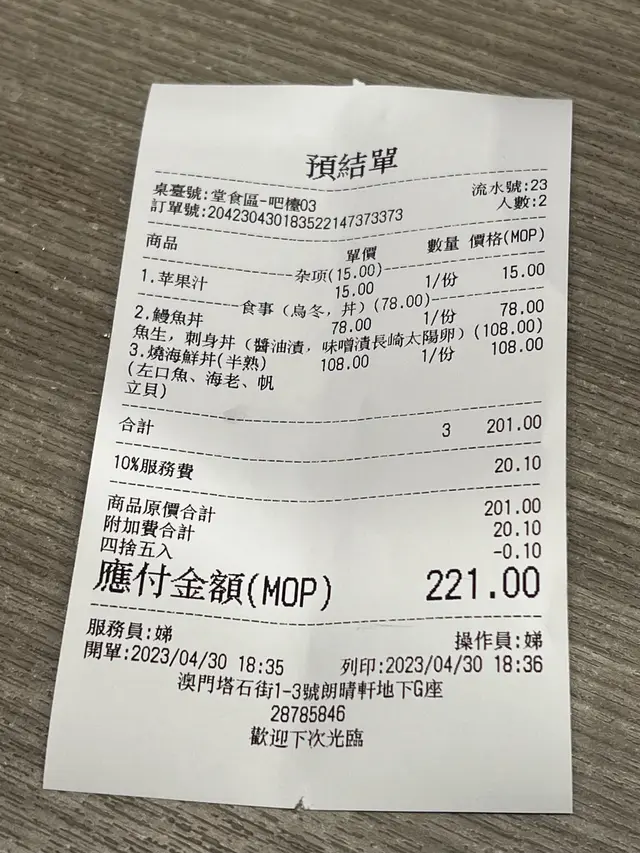 預結單
桌臺號:堂食區-吧檯03 流水號:23
訂單號:204230430183522147373373 人數:2
商品 單價 數量 價格(MOP)
杂项(15.00)
1.苹果汁 15.00 1/份 15.00
食事（烏冬，丼）(78.00)
2.鰻魚丼 78.00 1/份 78.00
魚生，刺身丼（醬油漬，味噌漬長崎太陽卵）(108.00)
3.燒海鮮丼(半熟) 108.00 1/份 108.00
(左口魚、海老、帆
立貝)
合計 3 201.00
10%服務費 20.10
商品原價合計 201.00
附加費合計 20.10
四捨五入 -0.10
應付金額(MOP) 221.00
服務員:娣 操作員:娣
開單:2023/04/30 18:35 列印:2023/04/30 18:36
澳門塔石街1-3號朗晴軒地下G座
28785846
歡迎下次光臨